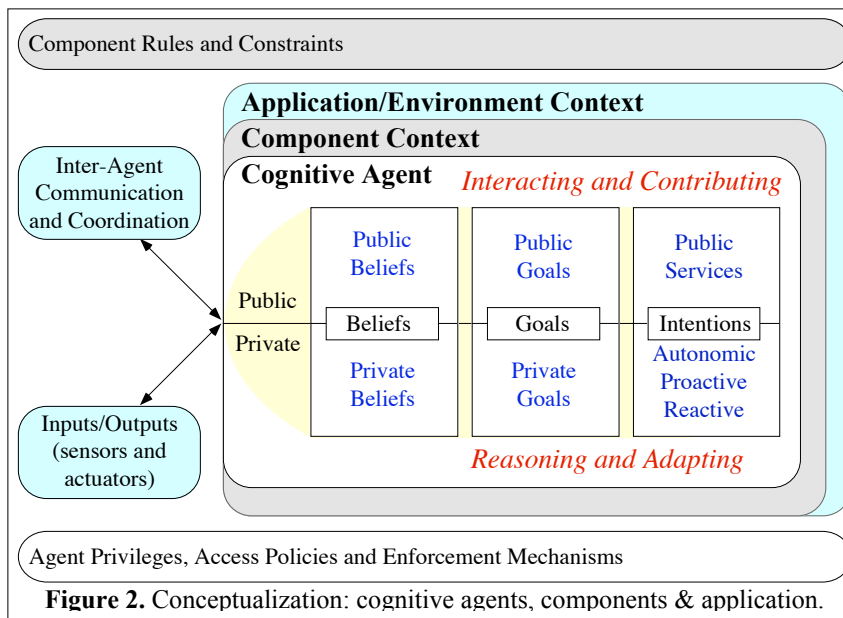 Component Rules and Constraints
Application/Environment Context
Component Context
Cognitive Agent
Interacting and Contributing
Inter-Agent
Communication
and Coordination
Public
Beliefs
Public
Goals
Public
Services
Public
Private
Beliefs
Goals
Intentions
Private
Beliefs
Private
Goals
Autonomic
Proactive
Reactive
Inputs/Outputs
(sensors and
actuators)
Reasoning and Adapting
Agent Privileges, Access Policies and Enforcement Mechanisms
Figure 2. Conceptualization: cognitive agents, components & application.